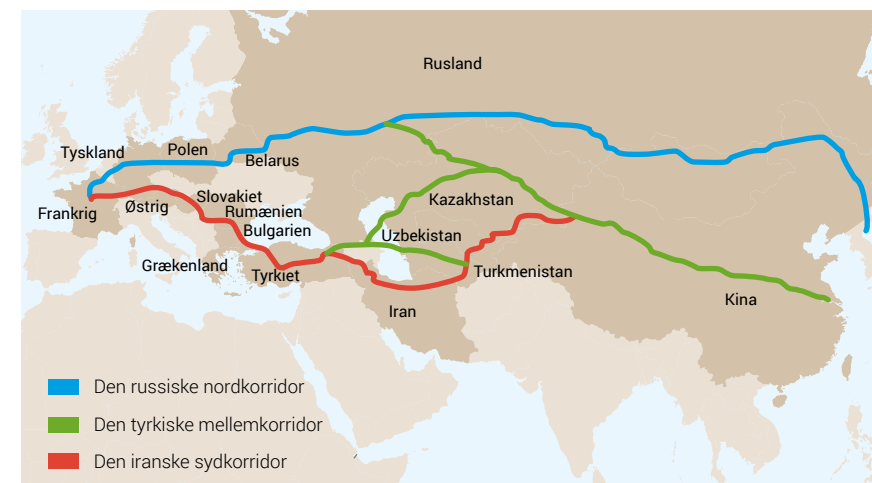 Rusland
Polen
Tyskland
Belarus
Slovakiet
Kazakhstan
Østrig
Rumænien
Frankrig
Bulgarien
Uzbekistan
Grækenland
Tyrkiet
Turkmenistan
Iran
Kina
Den russiske nordkorridor
Den tyrkiske mellemkorridor
Den iranske sydkorridor